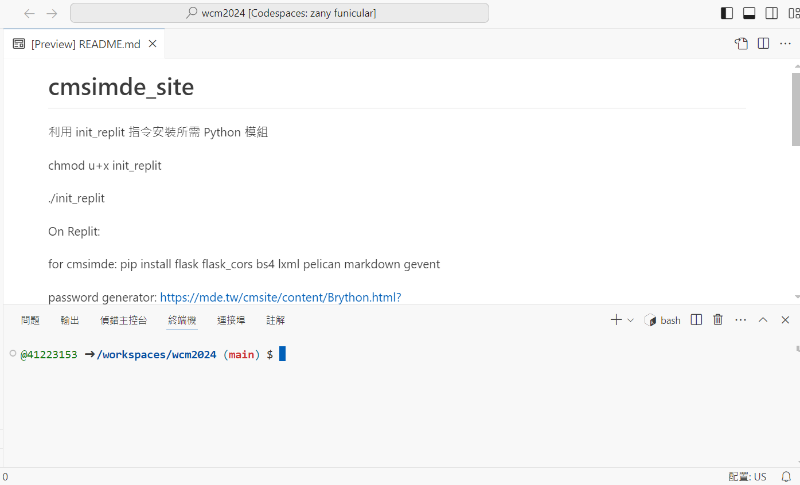 wcm2024 [Codespaces: zany funicular]
[Preview] README.md
cmsimde_site
利用 init_replit 指令安裝所需 Python 模組
chmod u+x init_replit
./init_replit
On Replit:
for cmsimde: pip install flask flask_cors bs4 lxml pelican markdown gevent
password generator: https://mde.tw/cmsite/content/Brython.html?
問題 輸出 偵錯主控台 終端機 連接埠 註解 bash
@41223153 ➜/workspaces/wcm2024 (main) $
0 配置: US